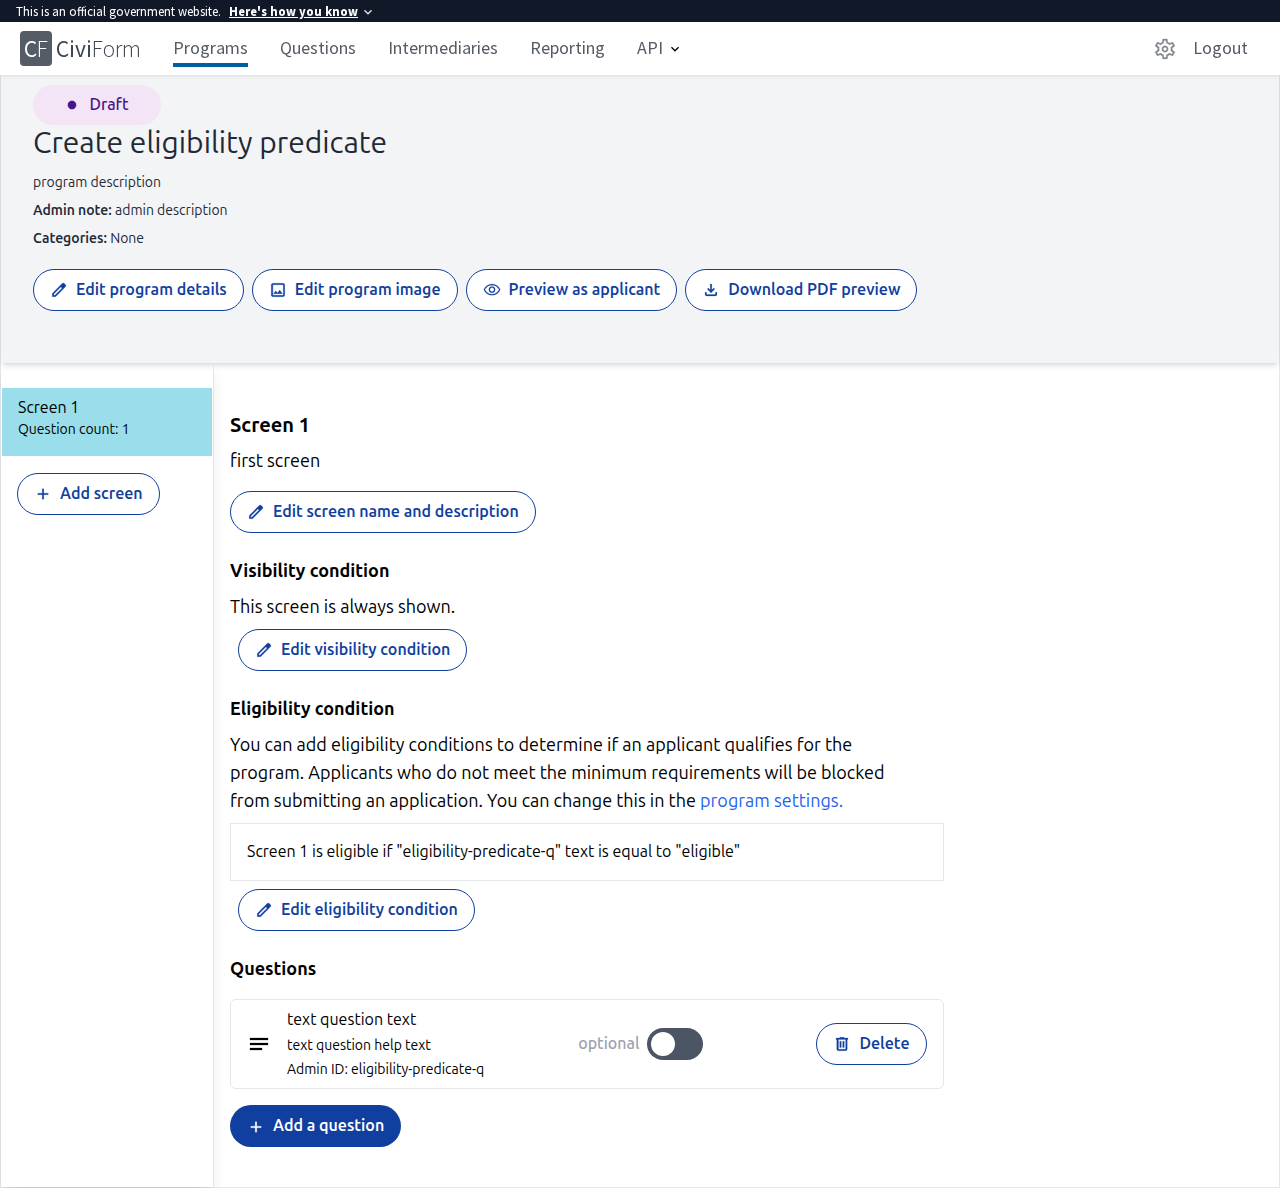 This is an official government website. Here's how you know
CF CiviForm Programs Questions Intermediaries Reporting API Logout
Draft
Create eligibility predicate
program description
Admin note: admin description
Categories: None
Edit program details Edit program image Preview as applicant Download PDF preview
Screen 1
Question count: 1
Add screen
Screen 1
first screen
Edit screen name and description
Visibility condition
This screen is always shown.
Edit visibility condition
Eligibility condition
You can add eligibility conditions to determine if an applicant qualifies for the
program. Applicants who do not meet the minimum requirements will be blocked
from submitting an application. You can change this in the program settings.
Screen 1 is eligible if "eligibility-predicate-q" text is equal to "eligible"
Edit eligibility condition
Questions
text question text
text question help text
Admin ID: eligibility-predicate-q
optional
Delete
Add a question